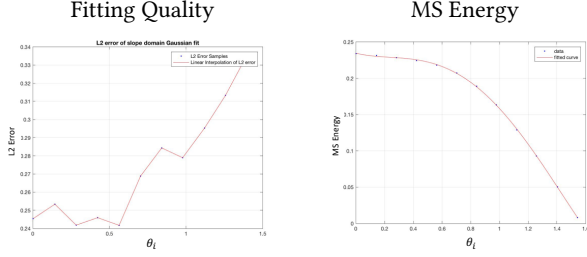 Fitting Quality
MS Energy
L2 error of slope domain Gaussian fit
L2 Error Samples
Linear Interpolation of L2 error
0.34
0.33
0.32
0.31
0.3
0.29
0.28
0.27
0.26
0.25
0.24
0
0.5
1
1.5
L2 Error
θi
data
fitted curve
0.25
0.2
0.15
0.1
0.05
0
0
0.2
0.4
0.6
0.8
1
1.2
1.4
1.6
MS Energy
θi